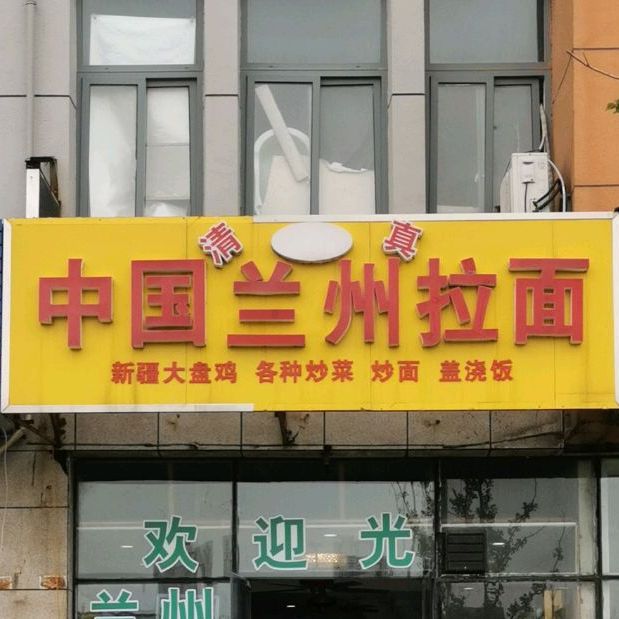 清 真
中国兰州拉面
新疆大盘鸡 各种炒菜 炒面 盖浇饭
欢迎光
兰州